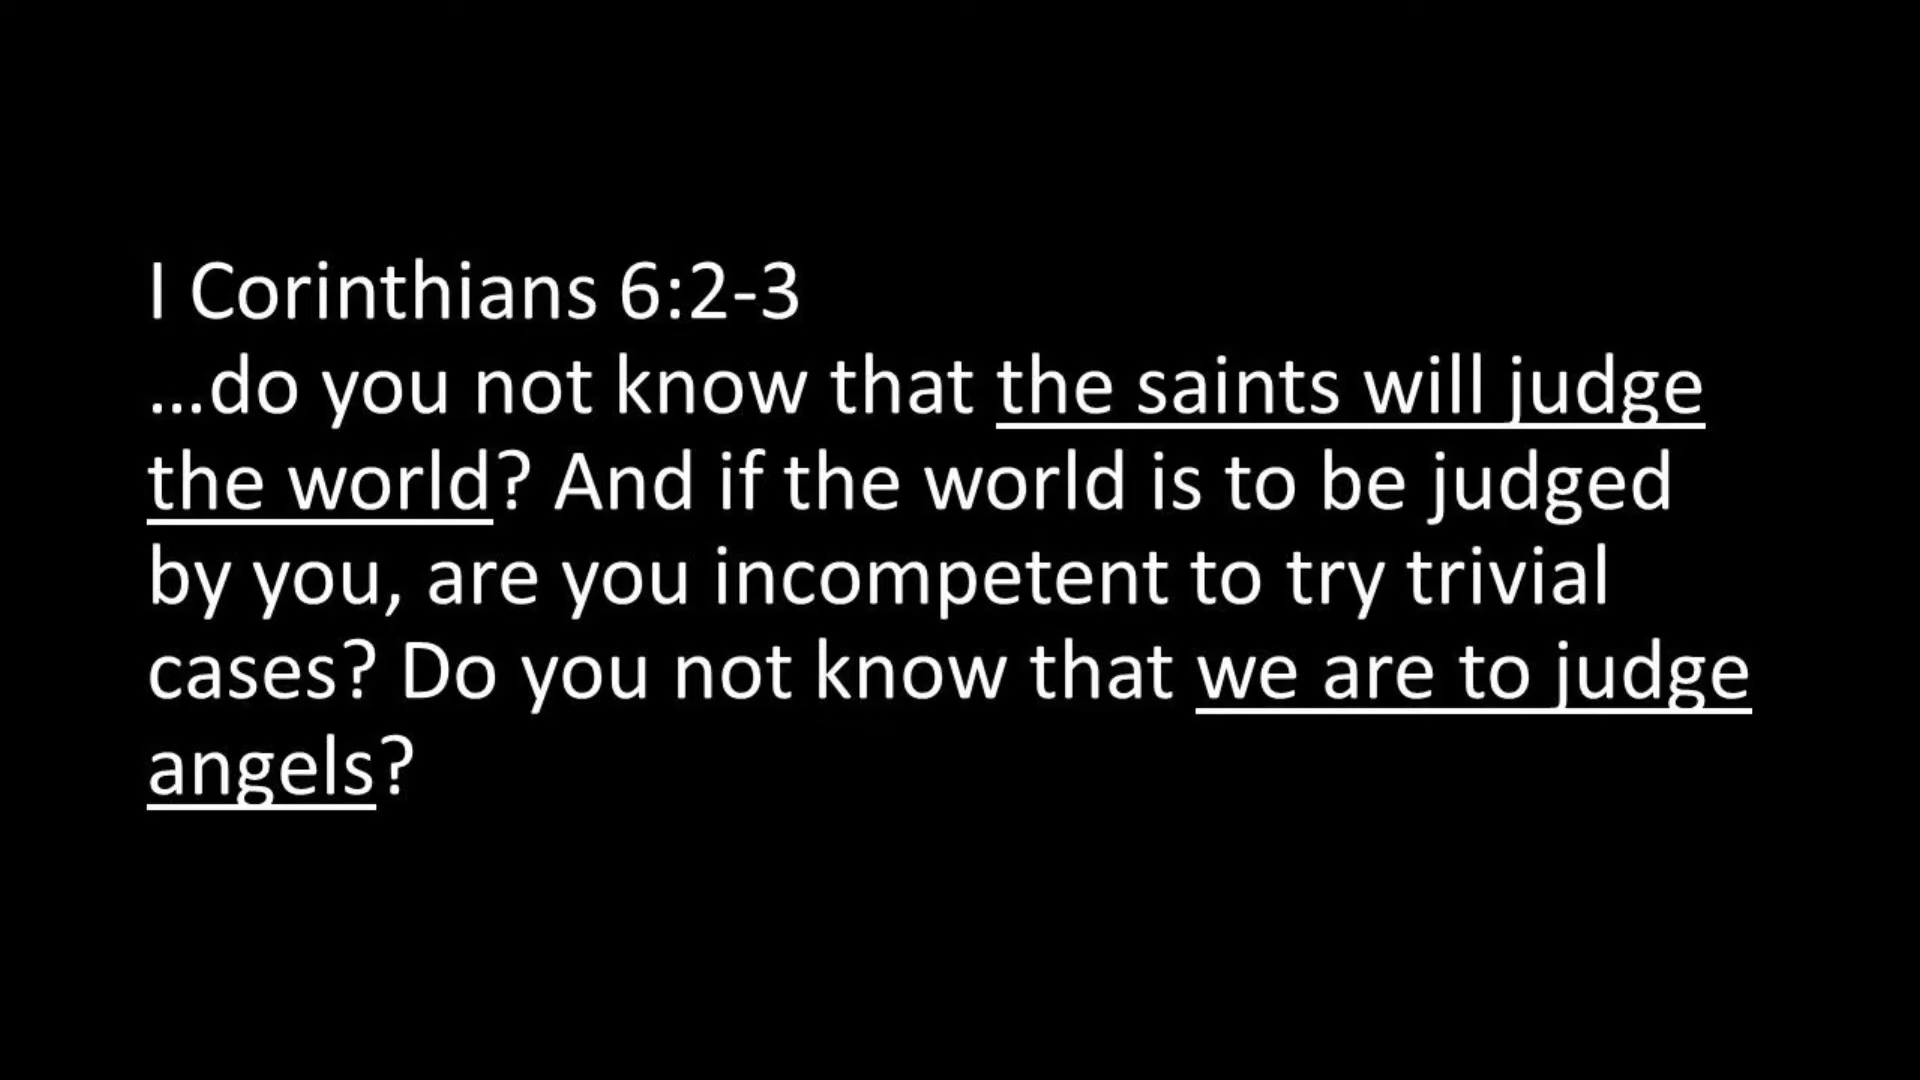 I Corinthians 6:2-3
...do you not know that the saints will judge
the world? And if the world is to be judged
by you, are you incompetent to try trivial
cases? Do you not know that we are to judge
angels?